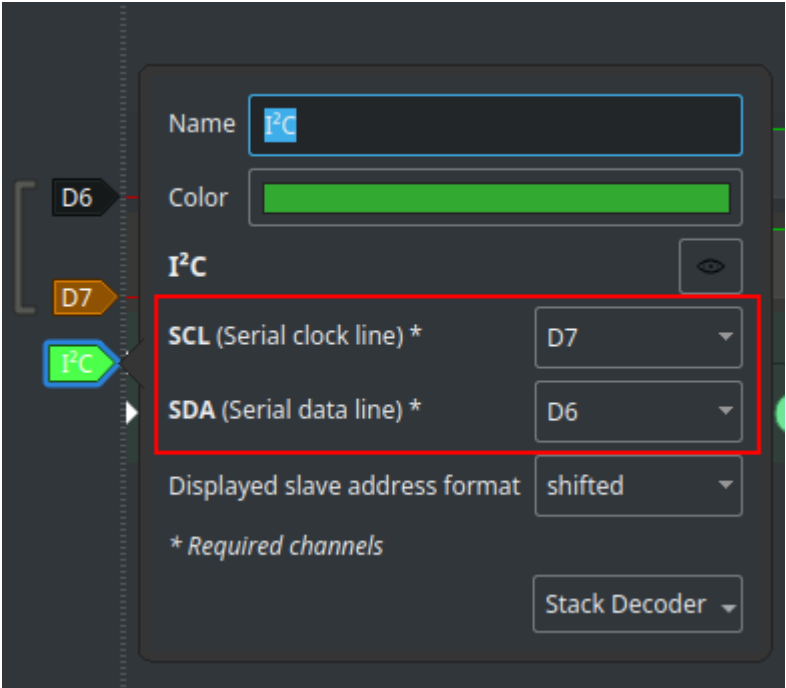 Name I²C
D6
Color
I²C
D7
SCL (Serial clock line) * D7
I²C
SDA (Serial data line) * D6
Displayed slave address format shifted
* Required channels
Stack Decoder